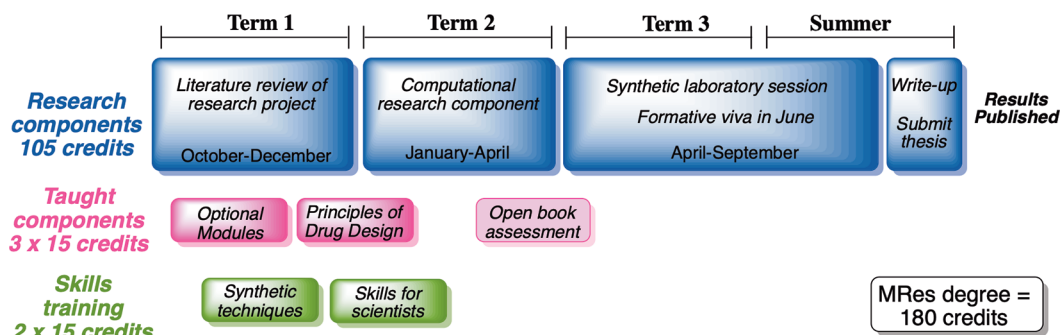 Term 1
Term 2
Term 3
Summer
Research
components
105 credits
Literature review of
research project
October-December
Computational
research component
January-April
Synthetic laboratory session
Formative viva in June
April-September
Write-up
Submit
thesis
Results
Published
Taught
components
3 x 15 credits
Optional
Modules
Principles of
Drug Design
Open book
assessment
Skills
training
2 x 15 credits
Synthetic
techniques
Skills for
scientists
MRes degree =
180 credits